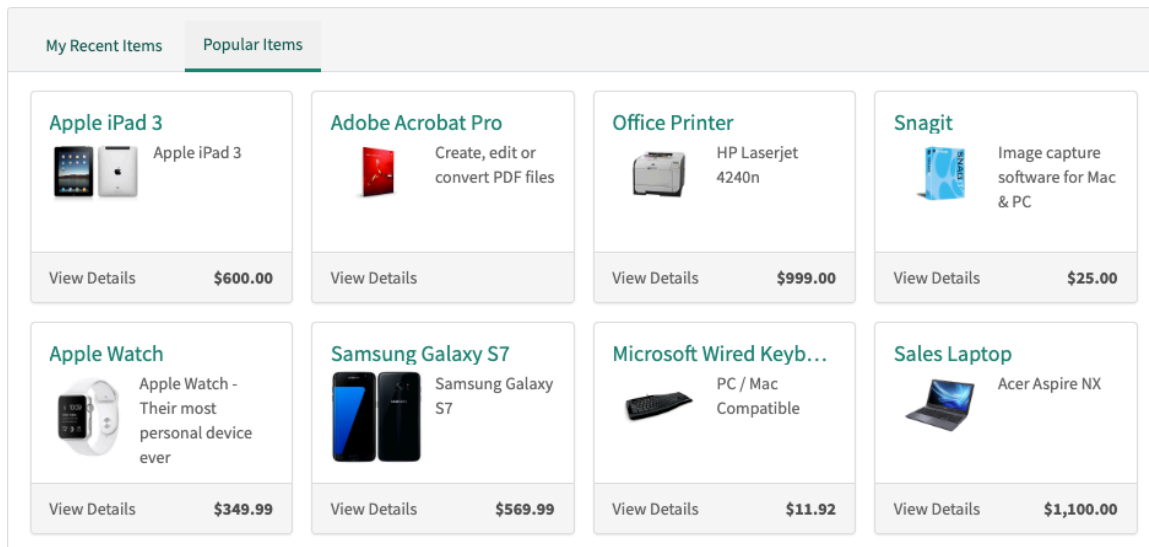 My Recent Items
Popular Items
Apple iPad 3
Apple iPad 3
View Details
$600.00
Adobe Acrobat Pro
Create, edit or
convert PDF files
View Details
Office Printer
HP Laserjet
4240n
View Details
$999.00
Snagit
SNAGIT
Image capture
software for Mac
& PC
View Details
$25.00
Apple Watch
Apple Watch -
Their most
personal device
ever
View Details
$349.99
Samsung Galaxy S7
Samsung Galaxy
S7
View Details
$569.99
Microsoft Wired Keyb...
PC / Mac
Compatible
View Details
$11.92
Sales Laptop
Acer Aspire NX
View Details
$1,100.00